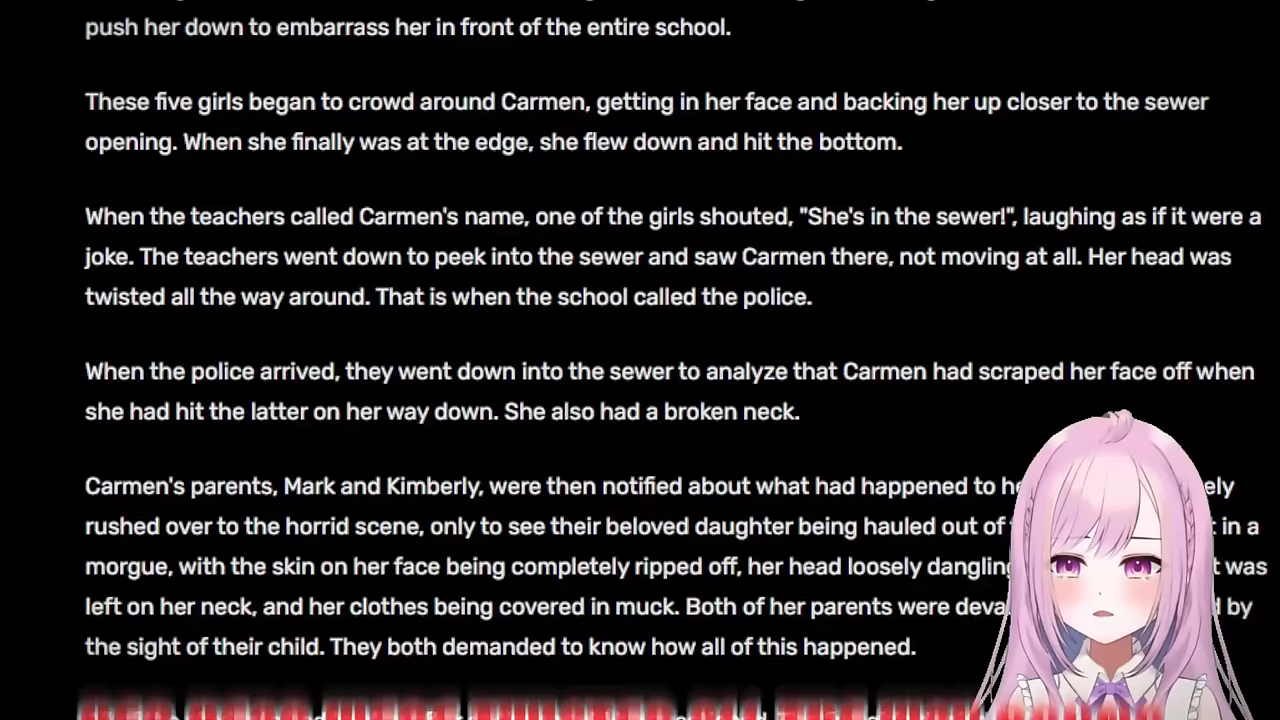 push her down to embarrass her in front of the entire school.
These five girls began to crowd around Carmen, getting in her face and backing her up closer to the sewer
opening. When she finally was at the edge, she flew down and hit the bottom.
When the teachers called Carmen's name, one of the girls shouted, "She's in the sewer!", laughing as if it were a
joke. The teachers went down to peek into the sewer and saw Carmen there, not moving at all. Her head was
twisted all the way around. That is when the school called the police.
When the police arrived, they went down into the sewer to analyze that Carmen had scraped her face off when
she had hit the latter on her way down. She also had a broken neck.
Carmen's parents, Mark and Kimberly, were then notified about what had happened to
rushed over to the horrid scene, only to see their beloved daughter being hauled out of in a
morgue, with the skin on her face being completely ripped off, her head loosely dangling was
left on her neck, and her clothes being covered in muck. Both of her parents were by
the sight of their child. They both demanded to know how all of this happened.